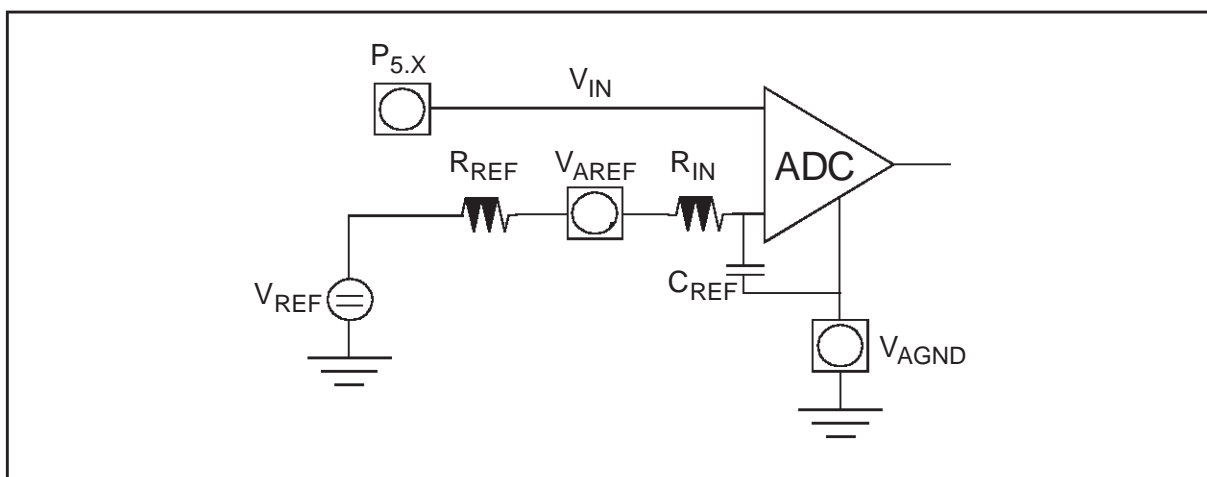 P5.X
VIN
RREF
VAREF
RIN
ADC
CREF
VREF
VAGND